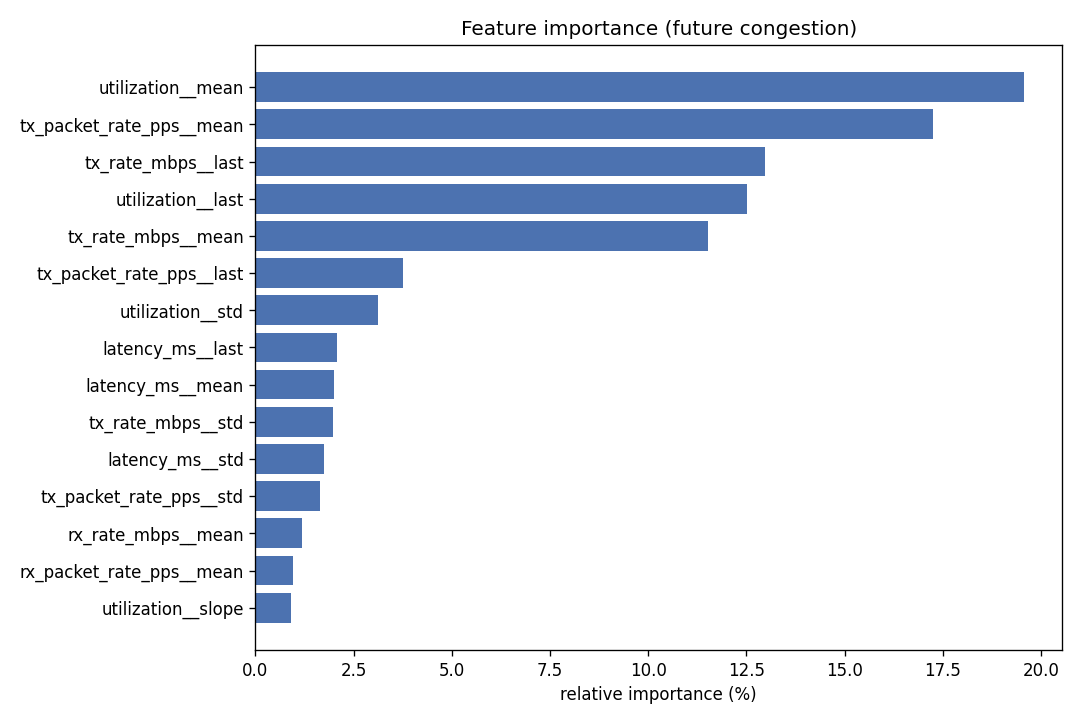 Feature importance (future congestion)
utilization__mean
tx_packet_rate_pps__mean
tx_rate_mbps__last
utilization__last
tx_rate_mbps__mean
tx_packet_rate_pps__last
utilization__std
latency_ms__last
latency_ms__mean
tx_rate_mbps__std
latency_ms__std
tx_packet_rate_pps__std
rx_rate_mbps__mean
rx_packet_rate_pps__mean
utilization__slope
0.0 2.5 5.0 7.5 10.0 12.5 15.0 17.5 20.0
relative importance (%)